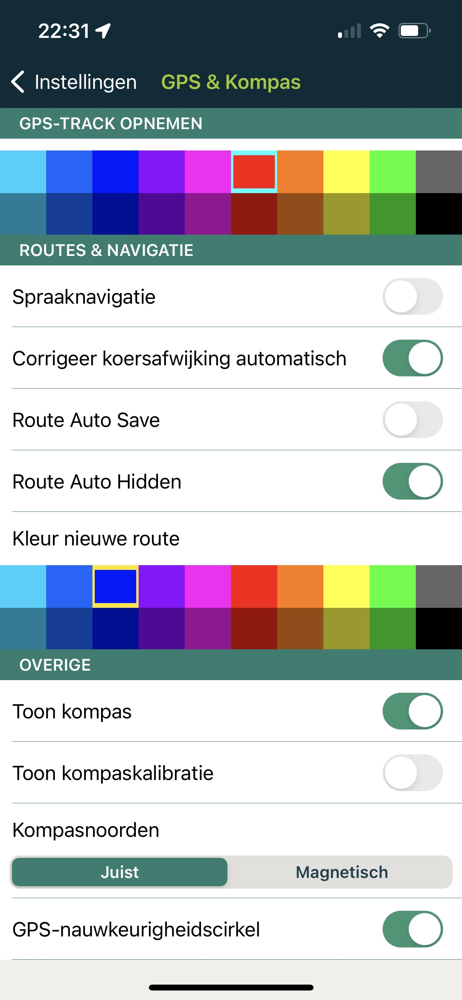 22:31
Instellingen GPS & Kompas
GPS-TRACK OPNEMEN
ROUTES & NAVIGATIE
Spraaknavigatie
Corrigeer koersafwijking automatisch
Route Auto Save
Route Auto Hidden
Kleur nieuwe route
OVERIGE
Toon kompas
Toon kompaskalibratie
Kompasnoorden
Juist Magnetisch
GPS-nauwkeurigheidscirkel